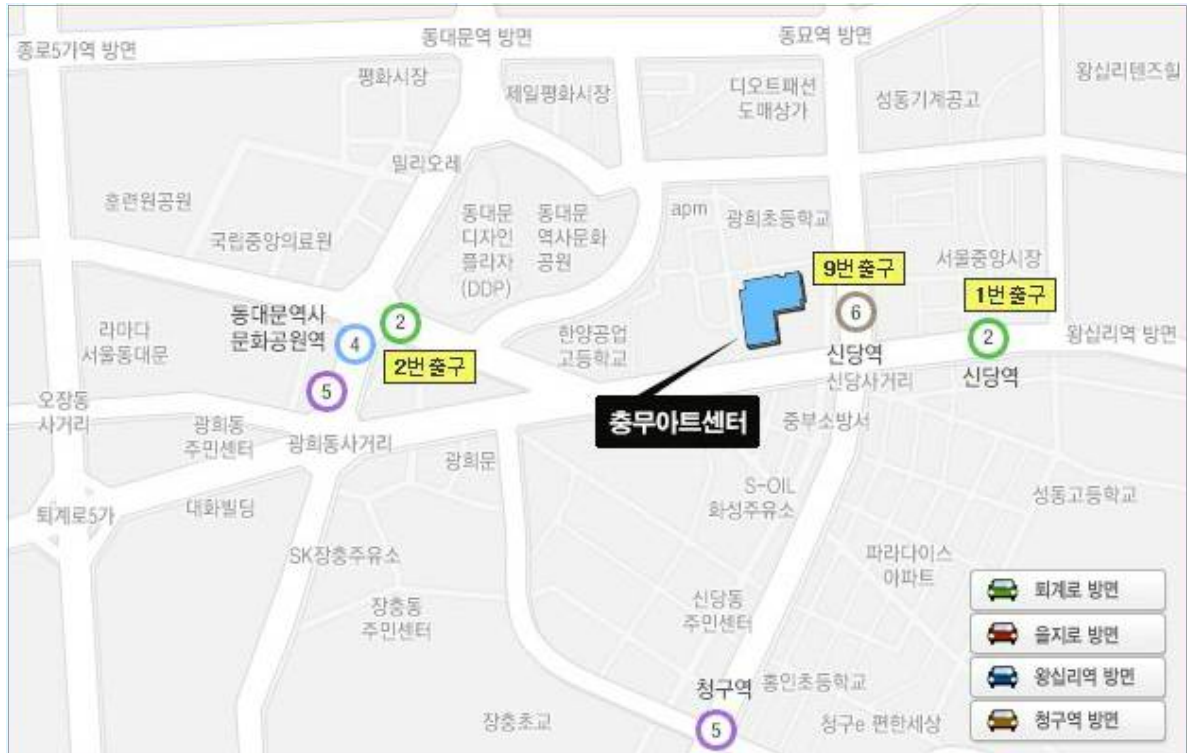 종로5가역 방면
동대문역 방면
동묘역 방면
평화시장
제일평화시장
디오트패션
도매상가
성동기계공고
왕십리텐즈힐
밀리오레
훈련원공원
국립중앙의료원
동대문
디자인
플라자
(DDP)
동대문
역사문화
공원
apm
광희초등학교
9번 출구
6
신당역
신당사거리
서울중앙시장
1번 출구
2
신당역
왕십리역 방면
라마다
서울동대문
동대문역사
문화공원역
4
2
2번 출구
5
한양공업
고등학교
충무아트센터
중부소방서
오장동
사거리
광희동
주민센터
광희동사거리
광희문
퇴계로5가
대화빌딩
S-OIL
화성주유소
성동고등학교
SK장충주유소
파라다이스
아파트
장충동
주민센터
신당동
주민센터
청구역
5
흥인초등학교
장충초교
청구e 편한세상
퇴계로 방면
을지로 방면
왕십리역 방면
청구역 방면